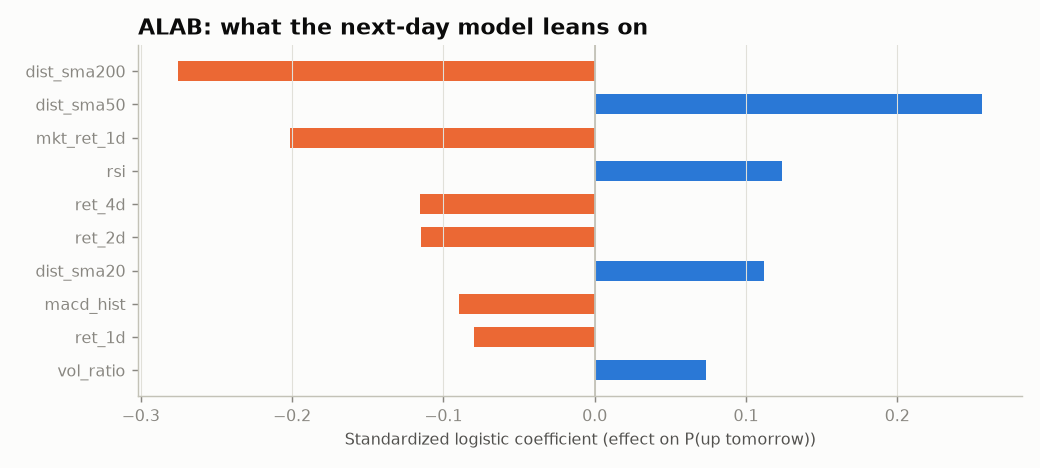 ALAB: what the next-day model leans on
dist_sma200
dist_sma50
mkt_ret_1d
rsi
ret_4d
ret_2d
dist_sma20
macd_hist
ret_1d
vol_ratio
−0.3 −0.2 −0.1 0.0 0.1 0.2
Standardized logistic coefficient (effect on P(up tomorrow))